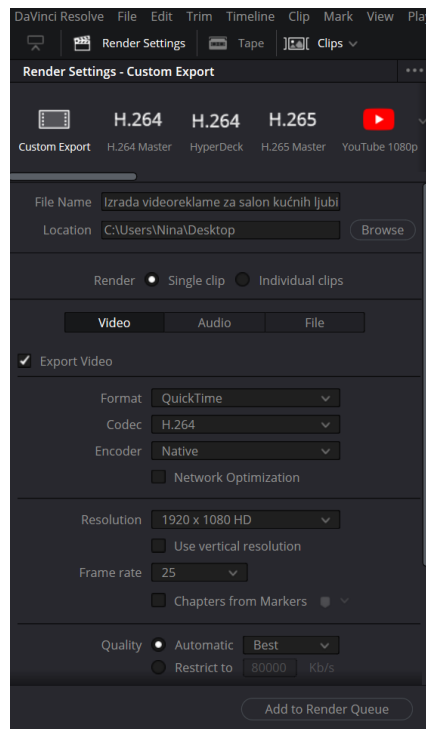 DaVinci Resolve File Edit Trim Timeline Clip Mark View Play
Render Settings Tape Clips
Render Settings - Custom Export
H.264 H.264 H.265
Custom Export H.264 Master HyperDeck H.265 Master YouTube 1080p
File Name Izrada videoreklame za salon kućnih ljubi
Location C:\Users\Nina\Desktop Browse
Render Single clip Individual clips
Video Audio File
Export Video
Format QuickTime
Codec H.264
Encoder Native
Network Optimization
Resolution 1920 x 1080 HD
Use vertical resolution
Frame rate 25
Chapters from Markers
Quality Automatic Best
Restrict to 80000 Kb/s
Add to Render Queue